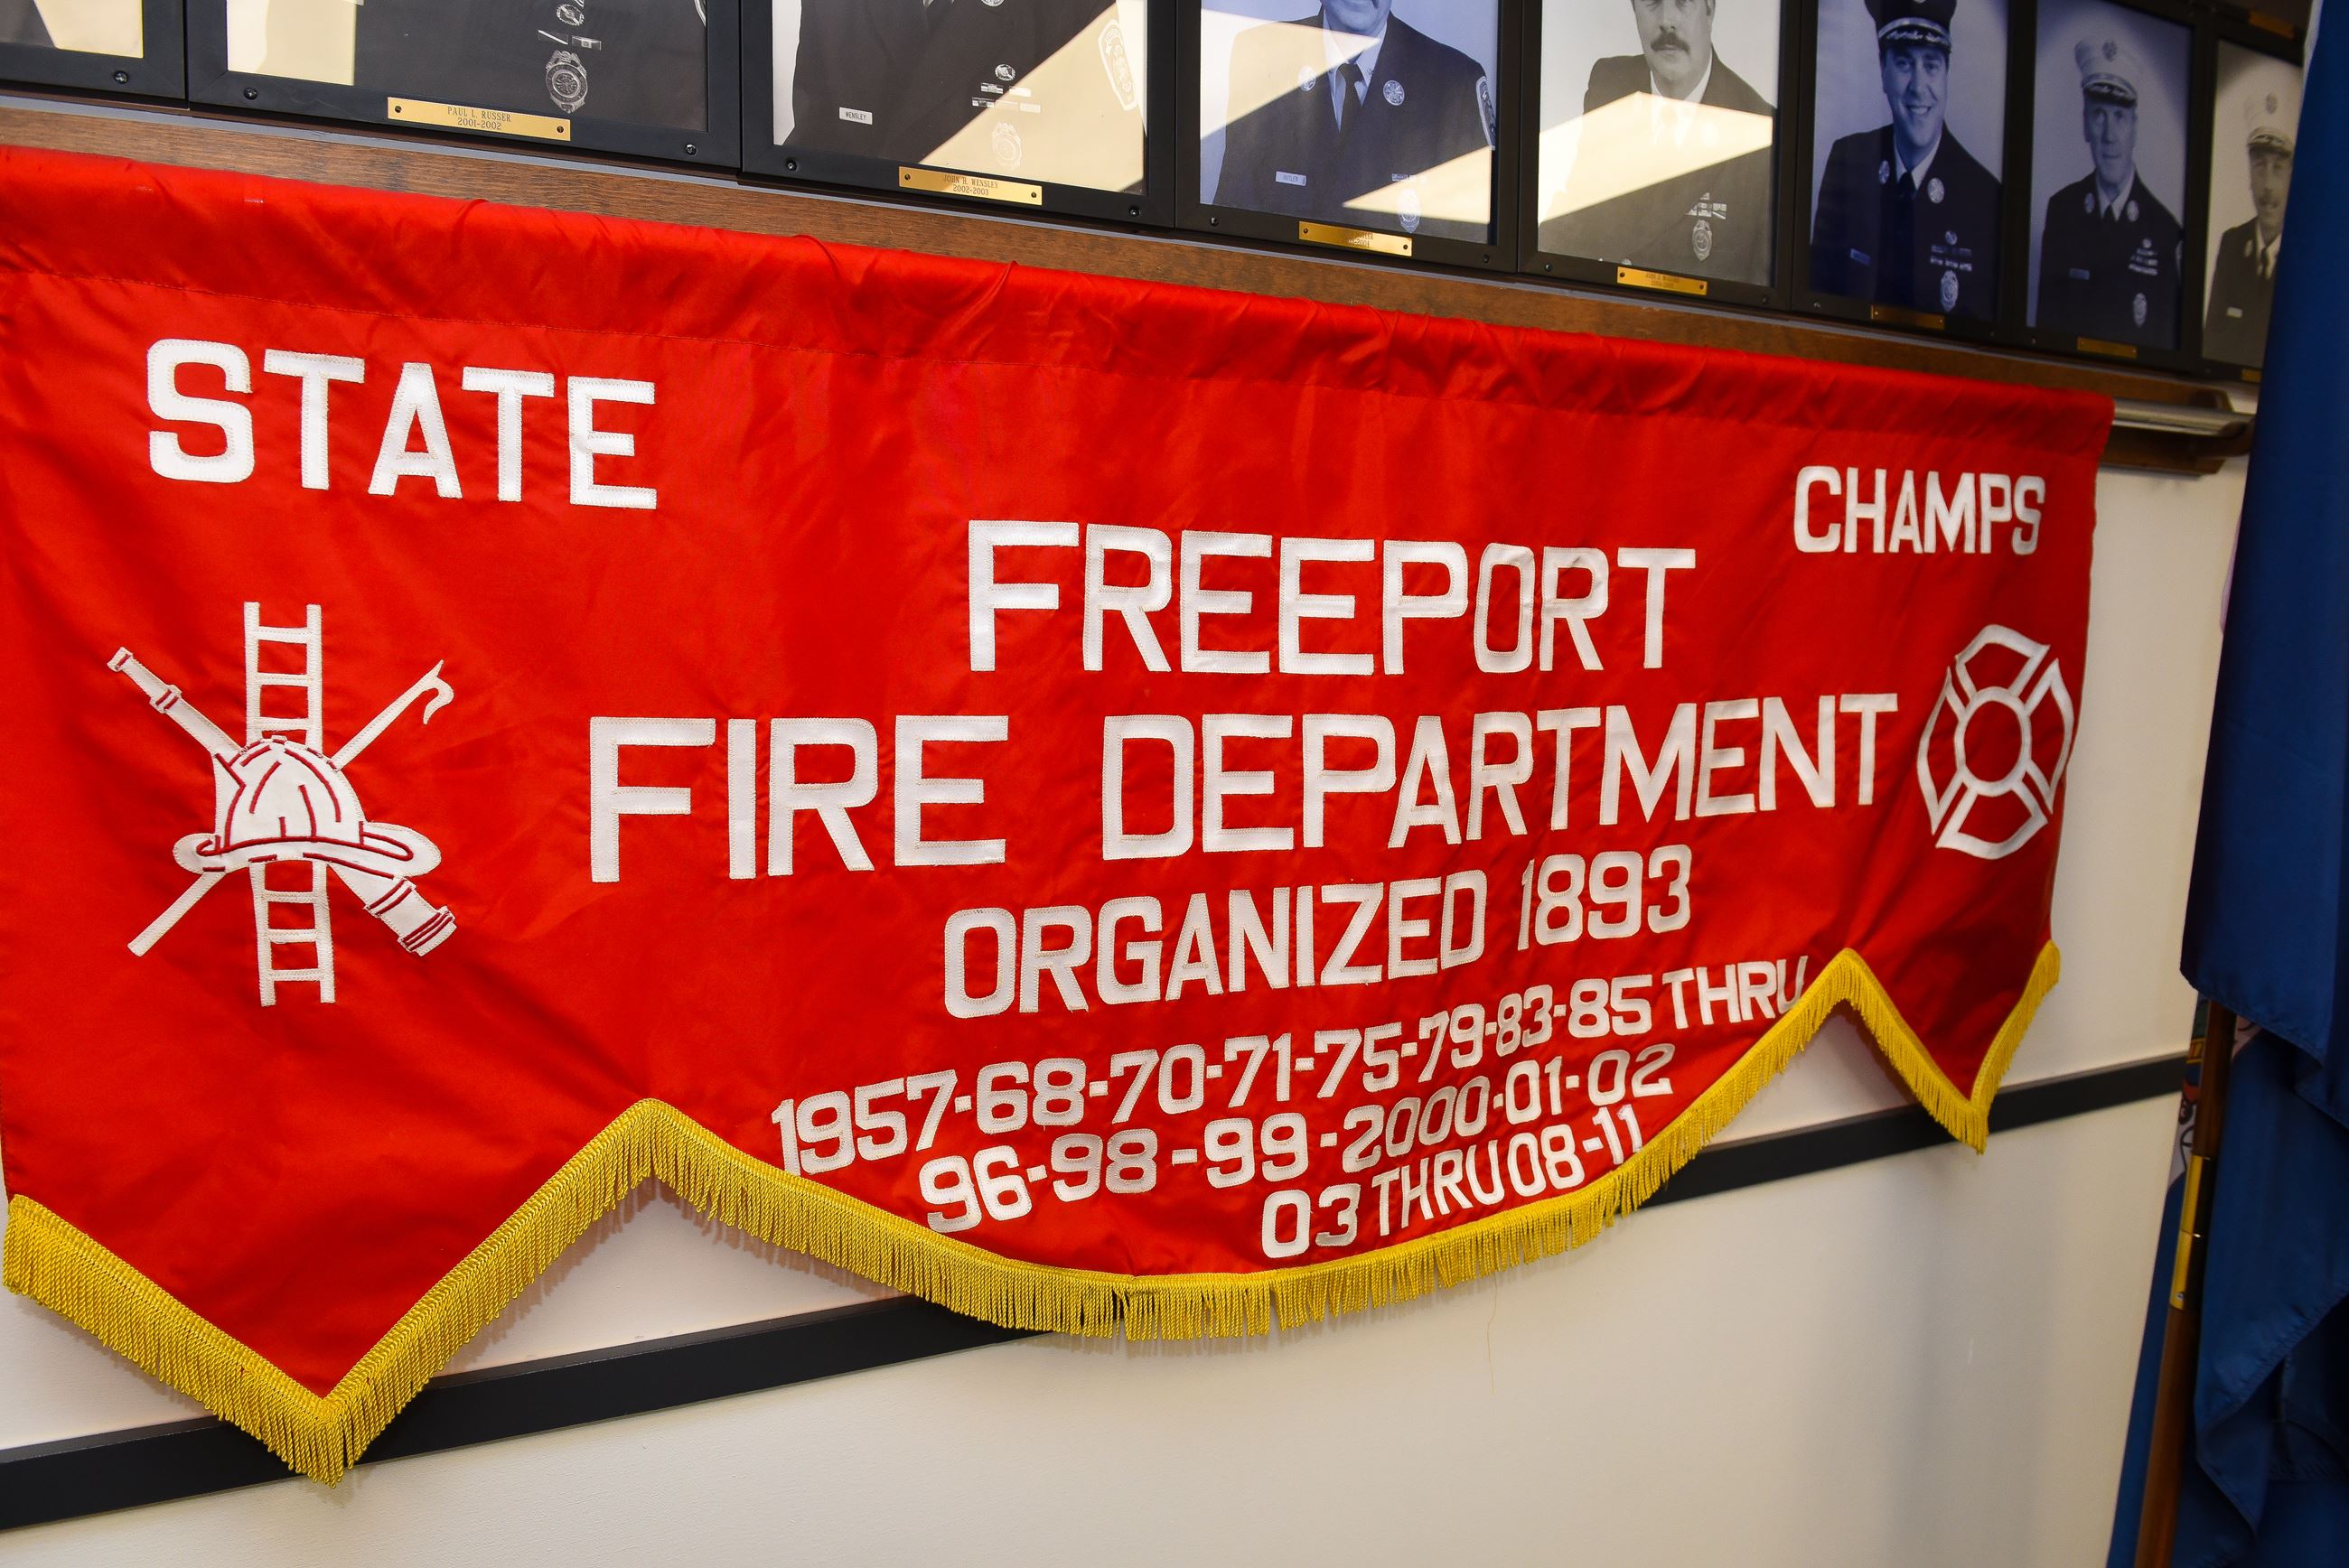 PAUL L. RUSSER
2001-2002
WENSLEY
JOHN H. WENSLEY
2002-2003
STATE
CHAMPS
FREEPORT
FIRE DEPARTMENT
ORGANIZED 1893
1957-68-70-71-75-79-83-85 THRU
96-98-99-2000-01-02
03 THRU 08-11